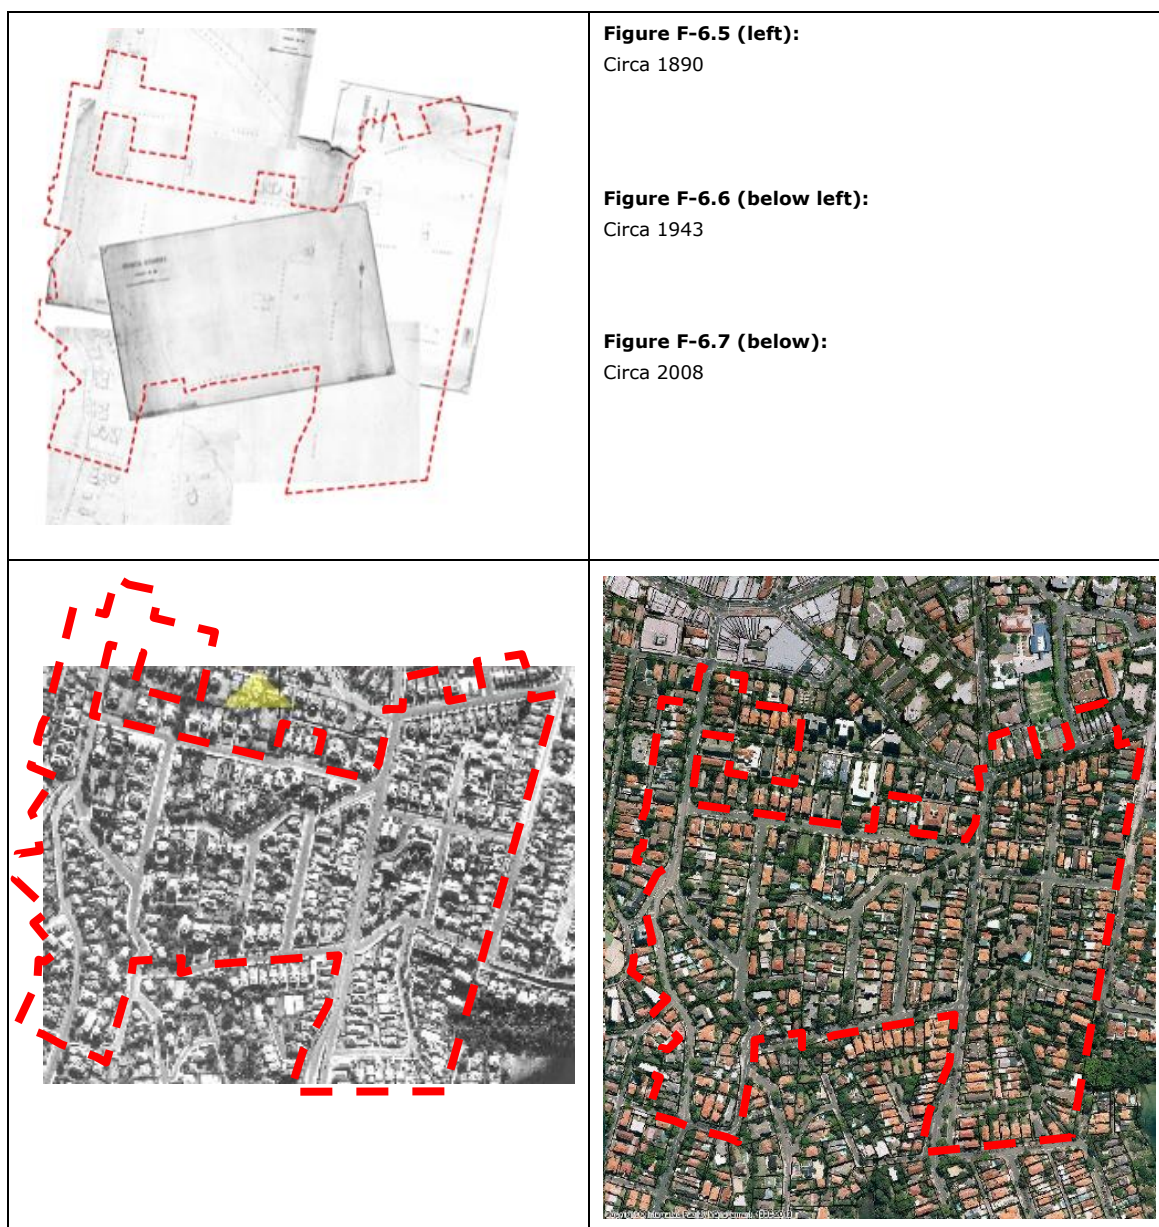 Figure F-6.5 (left):
Circa 1890
Figure F-6.6 (below left):
Circa 1943
Figure F-6.7 (below):
Circa 2008